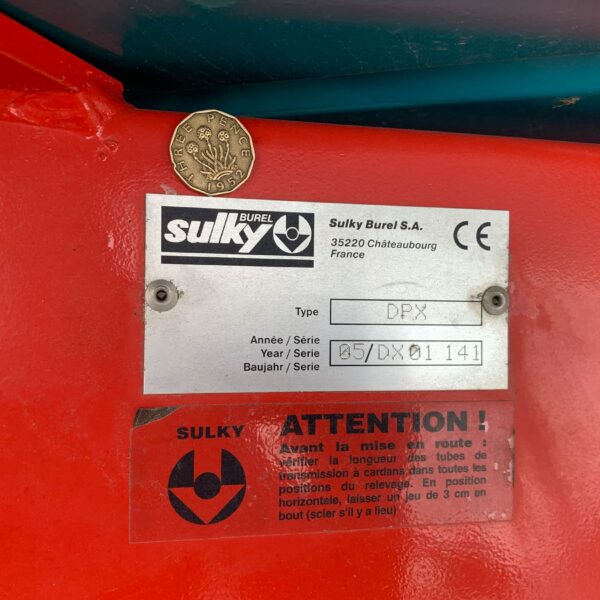 THREE PENCE
1952
BUREL
sulky
Sulky Burel S.A.
35220 Châteaubourg
France
CE
Type DPX
Année / Série
Year / Serie 05/DX 01 141
Baujahr / Serie
SULKY
ATTENTION !
Avant la mise en route :
vérifier la longueur des tubes de
transmission à cardans dans toutes les
positions du relevage. En position
horizontale, laisser un jeu de 3 cm en
bout (scier s'il y a lieu)